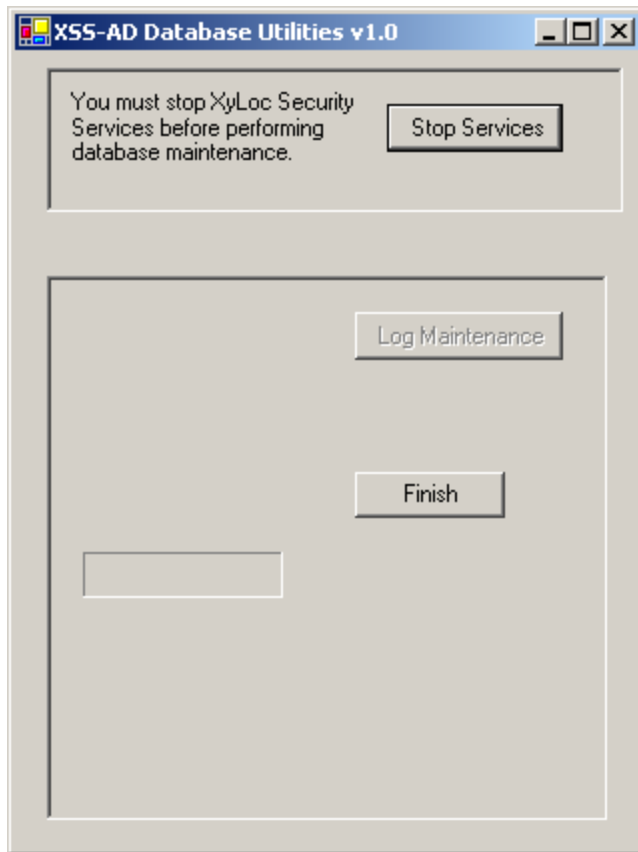 XSS-AD Database Utilities v1.0
You must stop XyLoc Security
Services before performing
database maintenance.
Stop Services
Log Maintenance
Finish